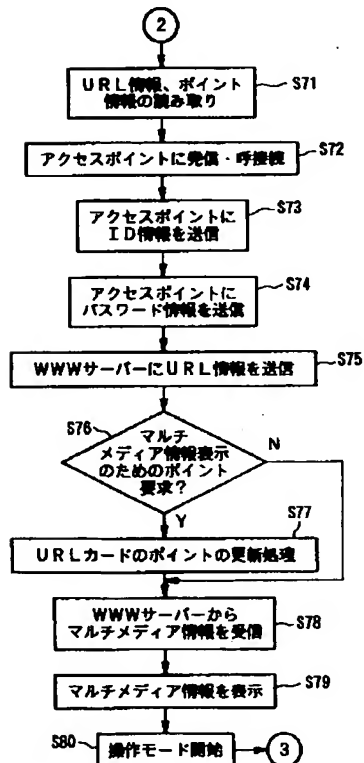 2
URL情報、ポイント
情報の読み取り
S71
アクセスポイントに発信・呼接続
S72
アクセスポイントに
ID情報を送信
S73
アクセスポイントに
パスワード情報を送信
S74
WWWサーバーにURL情報を送信
S75
S76
マルチ
メディア情報表示
のためのポイント
要求?
N
Y
S77
URLカードのポイントの更新処理
WWWサーバーから
マルチメディア情報を受信
S78
マルチメディア情報を表示
S79
S80
操作モード開始
3